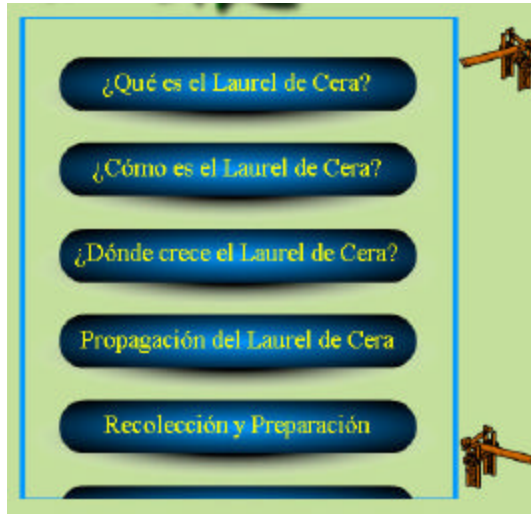 ¿Qué es el Laurel de Cera?
¿Cómo es el Laurel de Cera?
¿Dónde crece el Laurel de Cera?
Propagación del Laurel de Cera
Recolección y Preparación